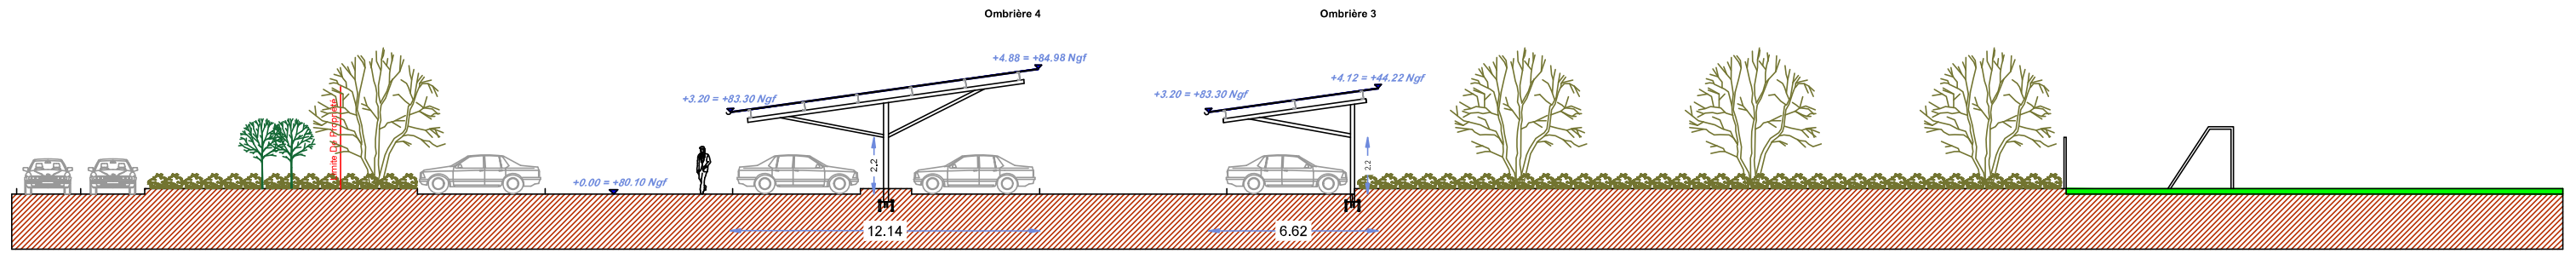 Ombrière 4
Ombrière 3
+4.88 = +84.98 Ngf
+4.12 = +44.22 Ngf
+3.20 = +83.30 Ngf
+3.20 = +83.30 Ngf
Limite De Propriété
2.2
2.2
+0.00 = +80.10 Ngf
12.14
6.62